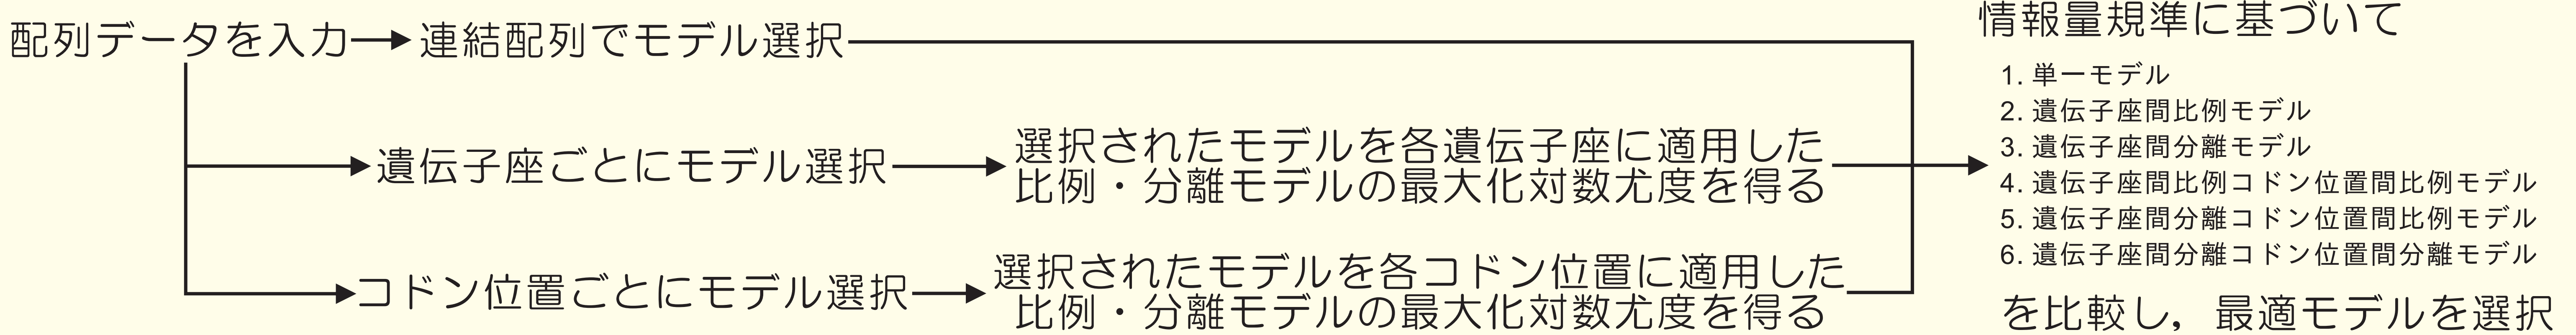 配列データを入力
連結配列でモデル選択
遺伝子座ごとにモデル選択
選択されたモデルを各遺伝子座に適用した
比例・分離モデルの最大化対数尤度を得る
コドン位置ごとにモデル選択
選択されたモデルを各コドン位置に適用した
比例・分離モデルの最大化対数尤度を得る
情報量規準に基づいて
1. 単一モデル
2. 遺伝子座間比例モデル
3. 遺伝子座間分離モデル
4. 遺伝子座間比例コドン位置間比例モデル
5. 遺伝子座間分離コドン位置間比例モデル
6. 遺伝子座間分離コドン位置間分離モデル
を比較し，最適モデルを選択